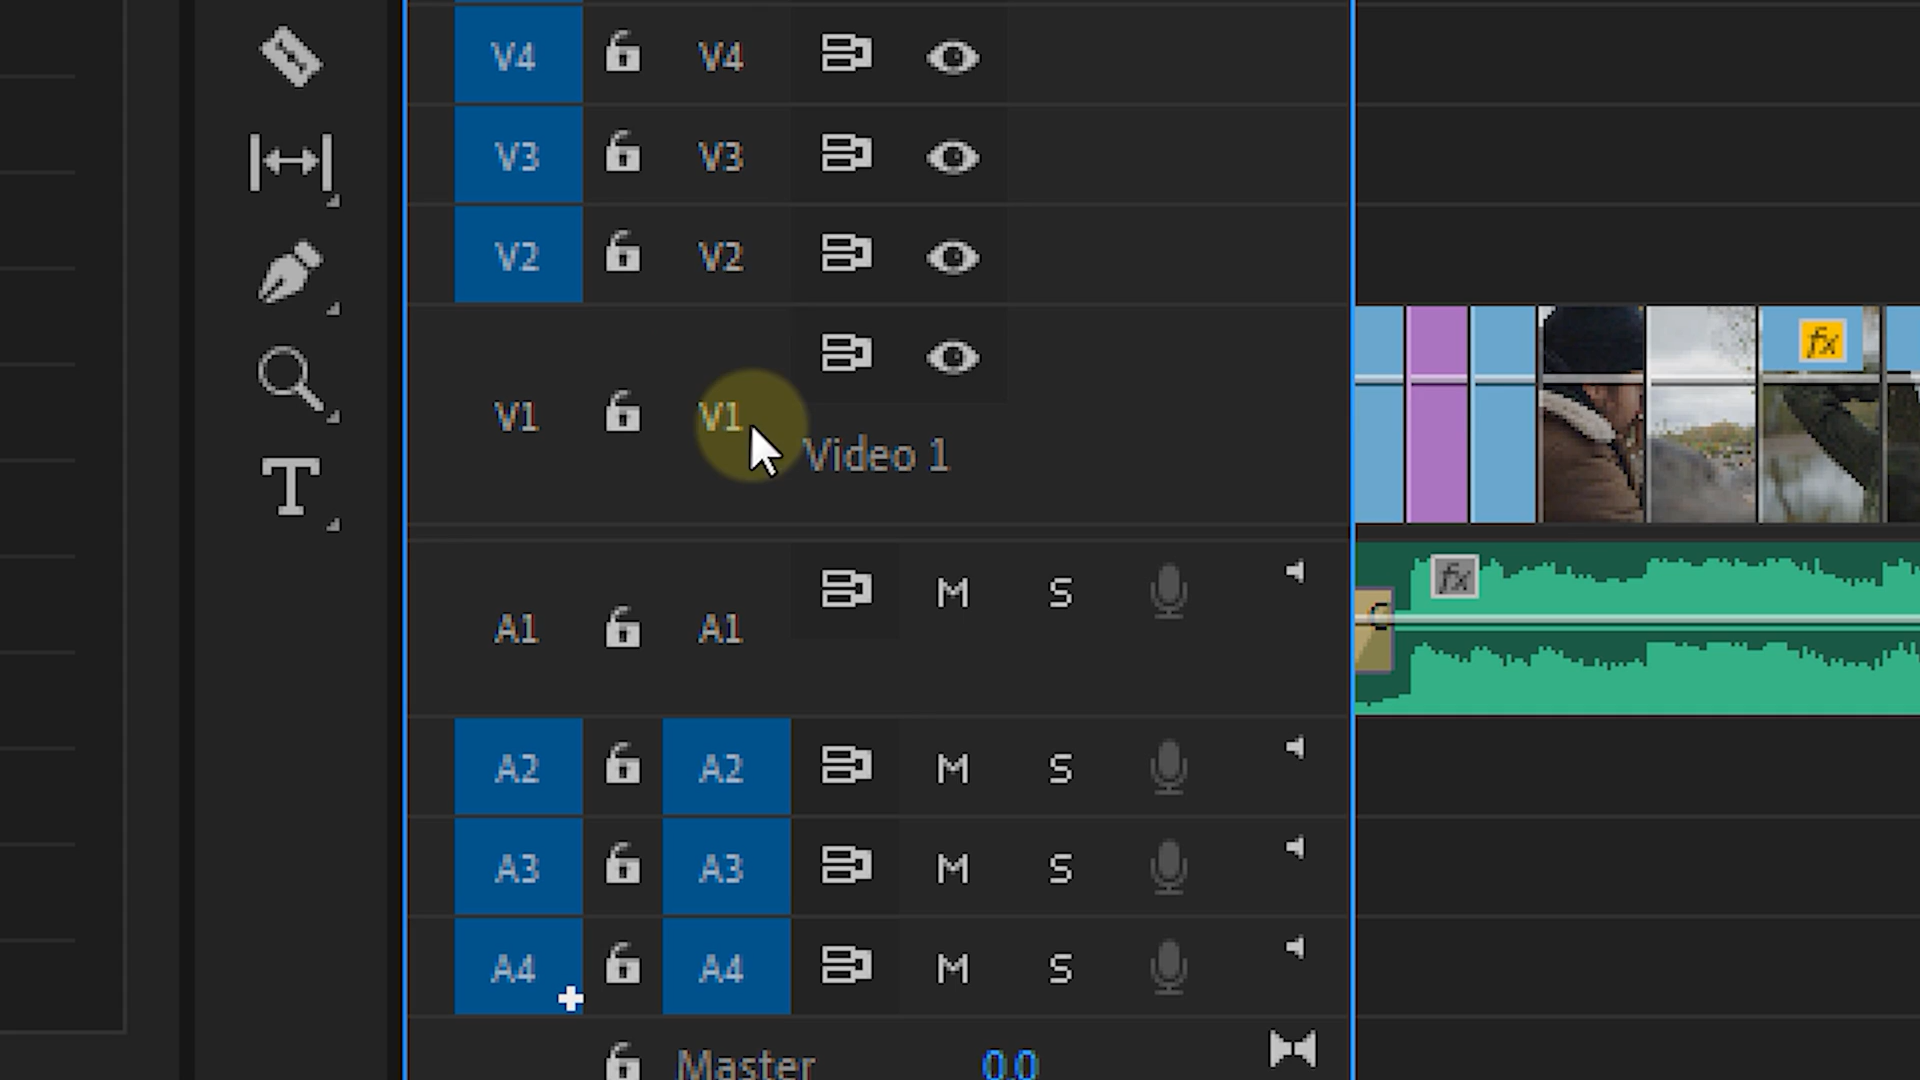 V4 V4
V3 V3
V2 V2
V1 V1
fx
Video 1
T
A1 A1 M S
fx
A2 A2 M S
A3 A3 M S
A4 A4 M S
Master 0.0